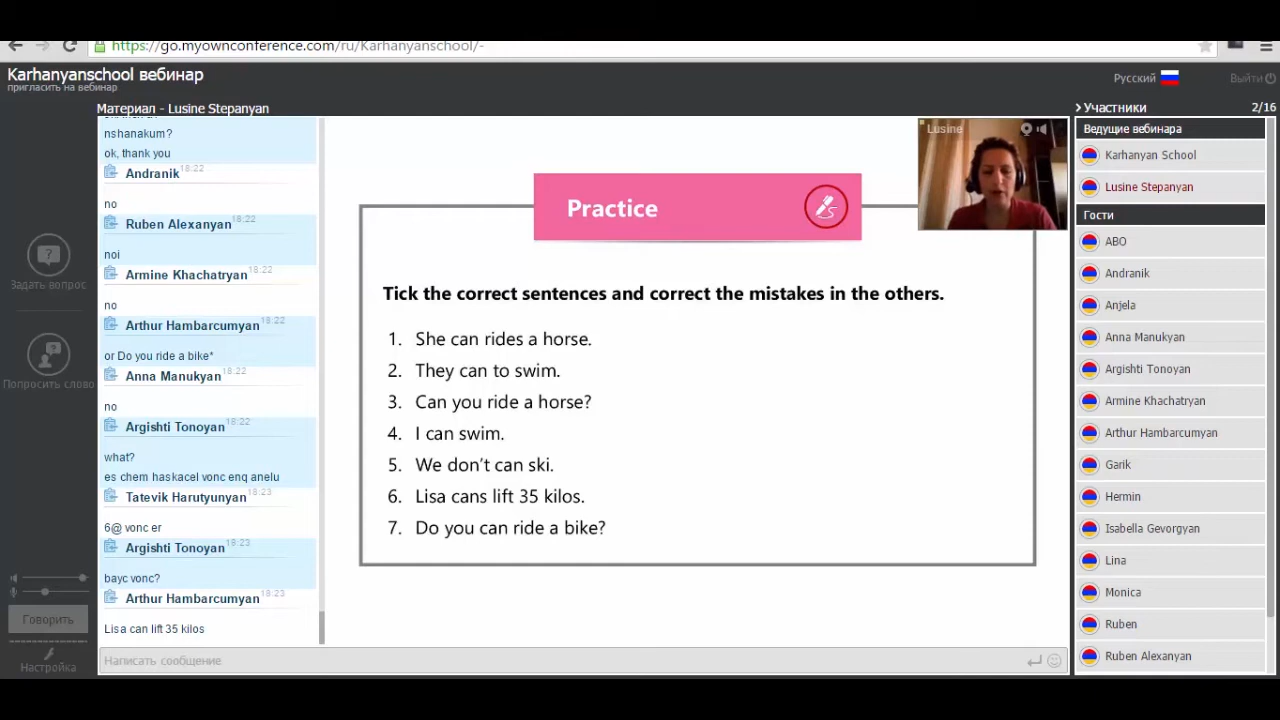 https://go.myownconference.com/ru/Karhanyanschool/-
Karhanyanschool вебинар
пригласить на вебинар
Русский
Выйти
Материал - Lusine Stepanyan
Участники
2/16
nshanakum?
ok, thank you
Andranik 18:22
no
Ruben Alexanyan 18:22
noi
Armine Khachatryan 18:22
no
Arthur Hambarcumyan 18:22
or Do you ride a bike*
Anna Manukyan 18:22
no
Argishti Tonoyan 18:22
what?
es chem haskacel vonc enq anelu
Tatevik Harutyunyan 18:23
6@ vonc er
Argishti Tonoyan 18:23
bayc vonc?
Arthur Hambarcumyan 18:23
Lisa can lift 35 kilos
Написать сообщение
Задать вопрос
Попросить слово
Говорить
Настройка
Practice
Tick the correct sentences and correct the mistakes in the others.
1. She can rides a horse.
2. They can to swim.
3. Can you ride a horse?
4. I can swim.
5. We don't can ski.
6. Lisa cans lift 35 kilos.
7. Do you can ride a bike?
Lusine
Ведущие вебинара
Karhanyan School
Lusine Stepanyan
Гости
ABO
Andranik
Anjela
Anna Manukyan
Argishti Tonoyan
Armine Khachatryan
Arthur Hambarcumyan
Garik
Hermin
Isabella Gevorgyan
Lina
Monica
Ruben
Ruben Alexanyan